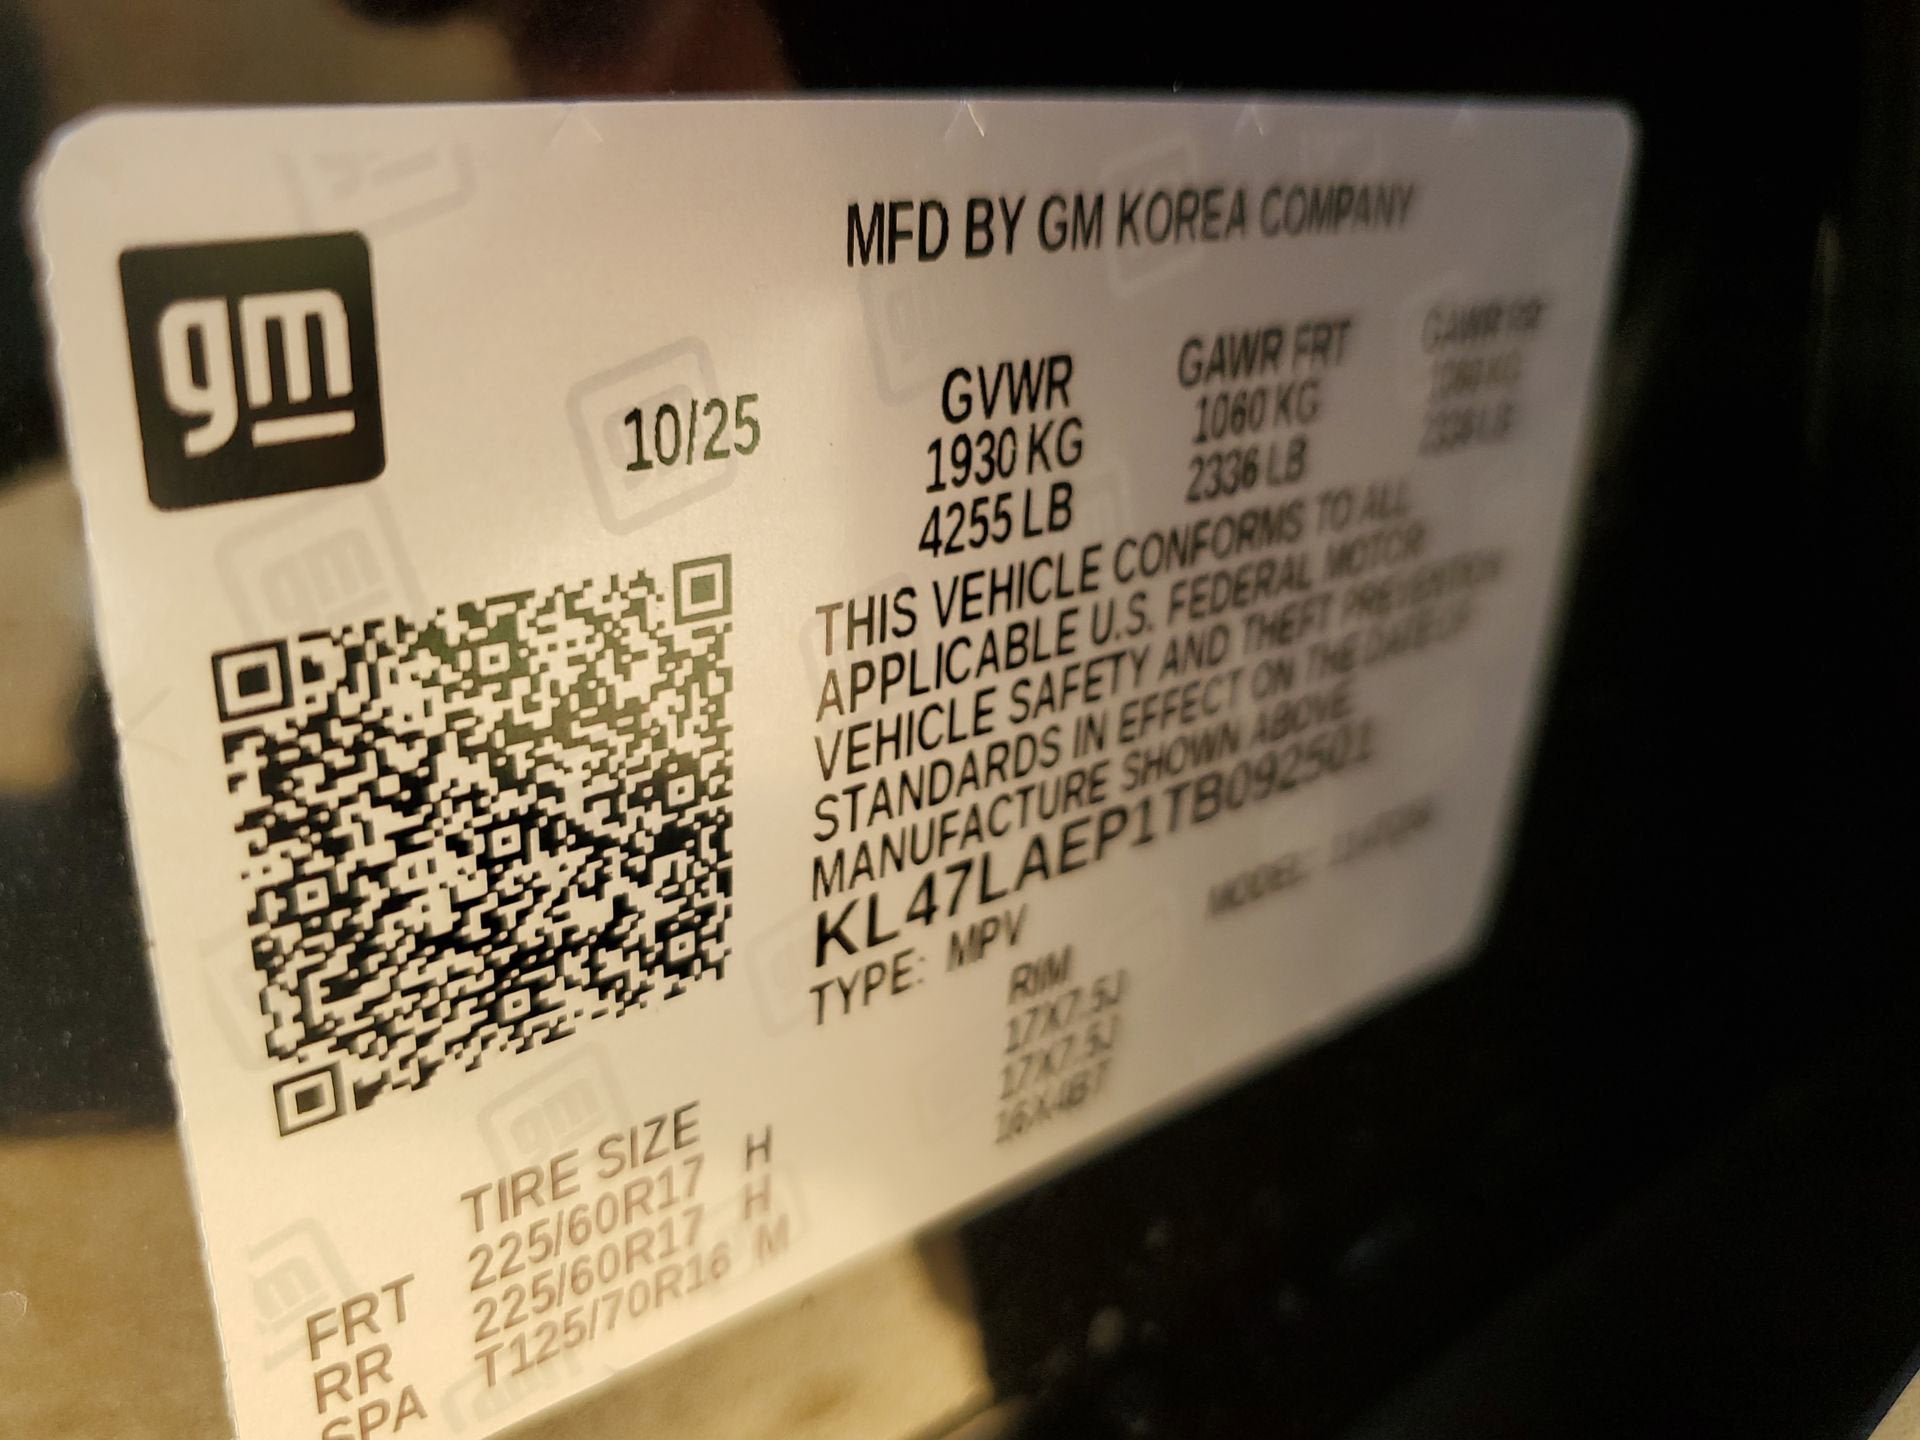 gm
MFD BY GM KOREA COMPANY
10/25
GVWR
1930 KG
4255 LB
GAWR FRT
1060 KG
2336 LB
GAWR RR
THIS VEHICLE CONFORMS TO ALL
APPLICABLE U.S. FEDERAL MOTOR
VEHICLE SAFETY AND THEFT PREVENTION
STANDARDS IN EFFECT ON THE DATE OF
MANUFACTURE SHOWN ABOVE
KL47LAEP1TB092501
TYPE: MPV MODEL:
TIRE SIZE RIM
FRT 225/60R17 H 17X7.5J
RR 225/60R17 H 17X7.5J
SPA T125/70R16 M 16X4BT